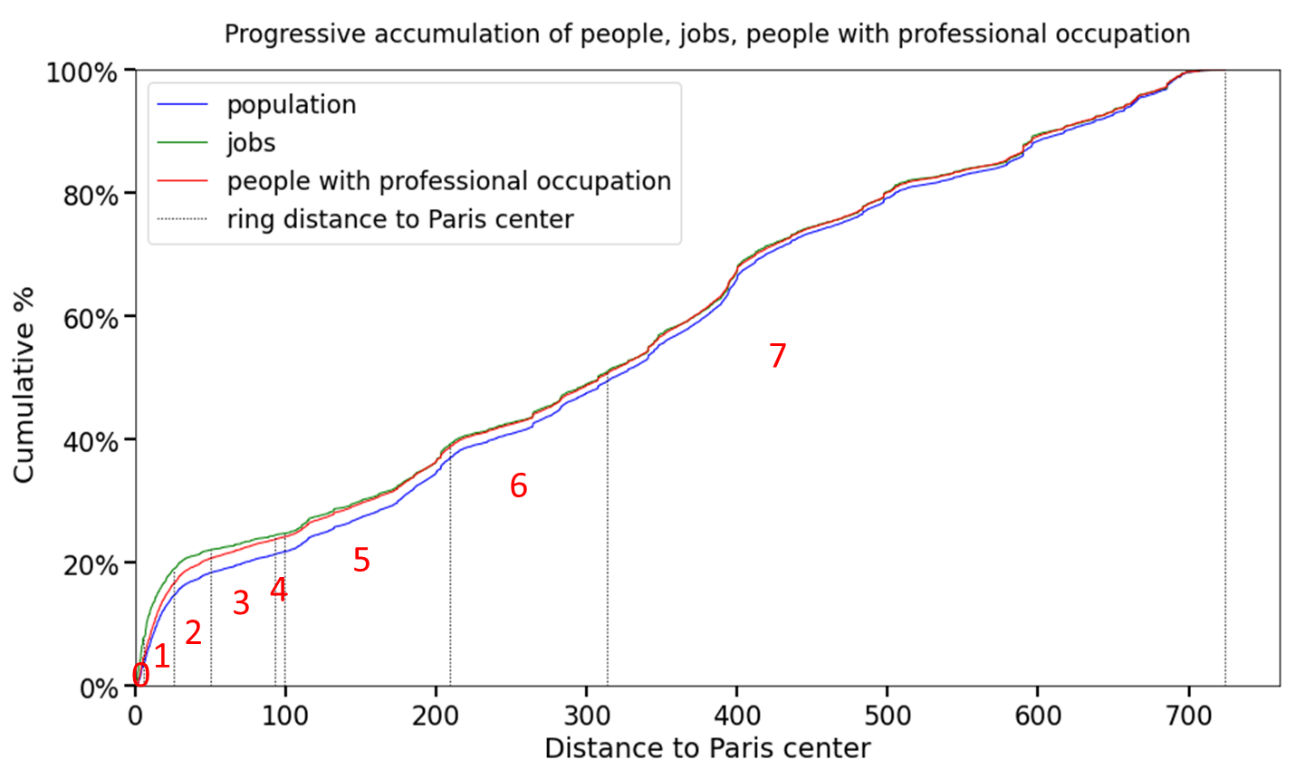 Progressive accumulation of people, jobs, people with professional occupation
100%
80%
60%
40%
20%
0%
Cumulative %
population
jobs
people with professional occupation
ring distance to Paris center
0
1
2
3
4
5
6
7
0 100 200 300 400 500 600 700
Distance to Paris center